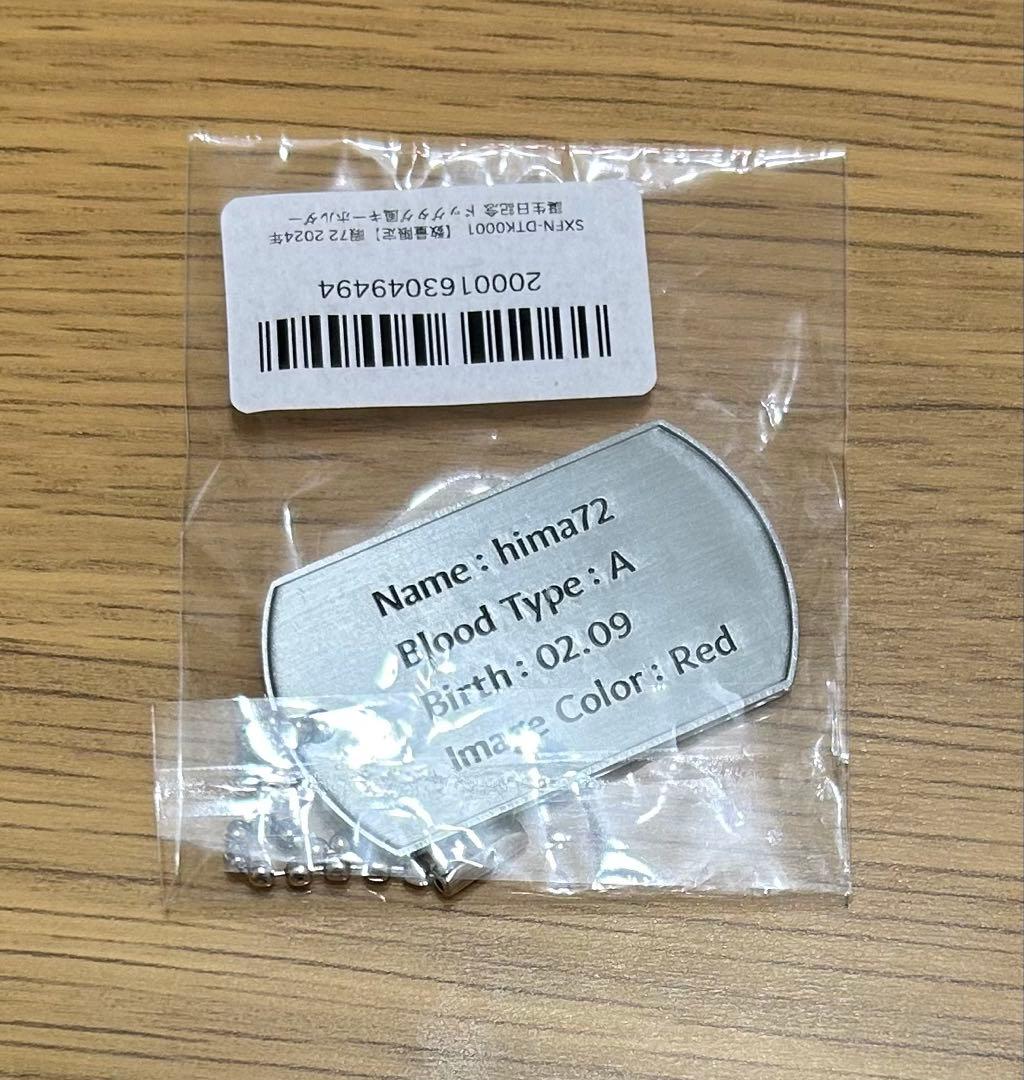 SXFN-DTK0001 【数量限定】暇72 2024年
誕生日記念 ドッグタグ風キーホルダー
2000163049494
Name : hima72
Blood Type : A
Birth : 02.09
Image Color : Red